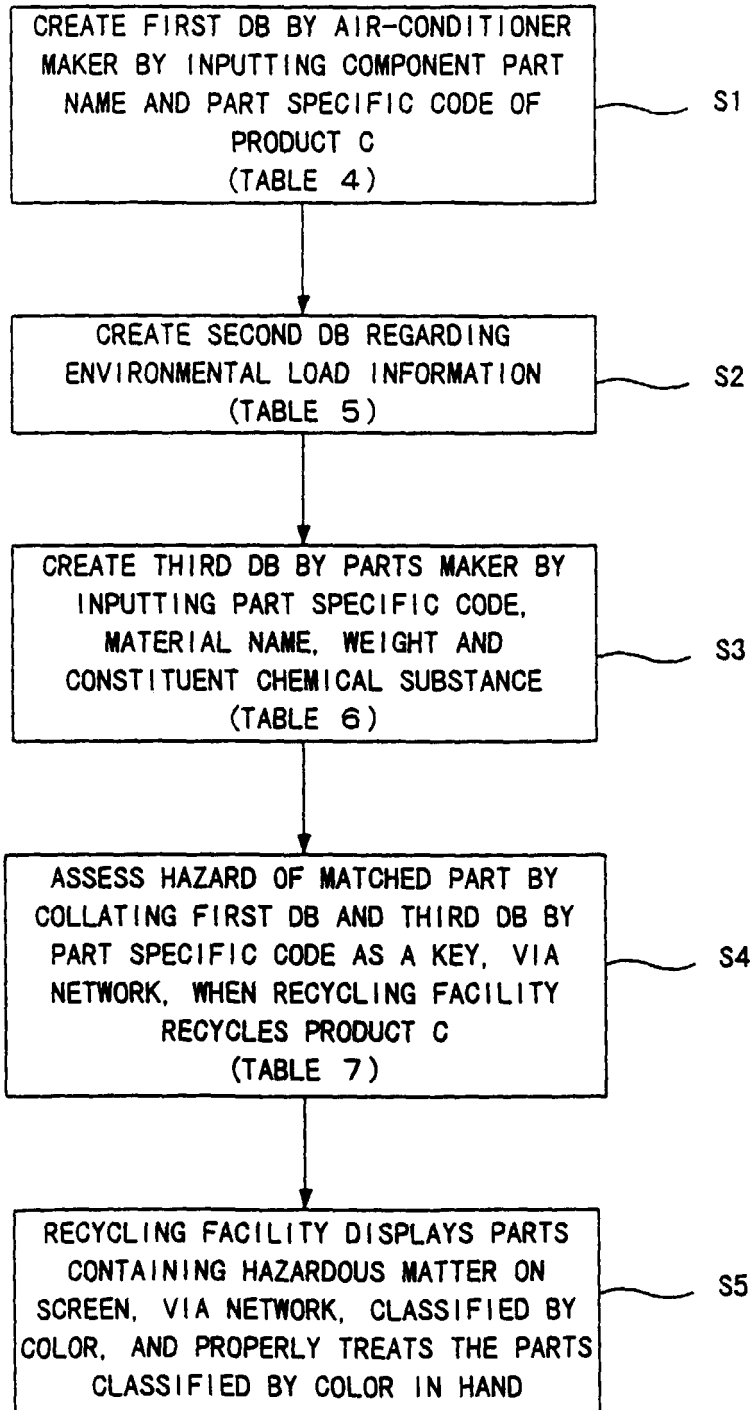 CREATE FIRST DB BY AIR-CONDITIONER
MAKER BY INPUTTING COMPONENT PART
NAME AND PART SPECIFIC CODE OF
PRODUCT C
(TABLE 4)
S1
CREATE SECOND DB REGARDING
ENVIRONMENTAL LOAD INFORMATION
(TABLE 5)
S2
CREATE THIRD DB BY PARTS MAKER BY
INPUTTING PART SPECIFIC CODE,
MATERIAL NAME, WEIGHT AND
CONSTITUENT CHEMICAL SUBSTANCE
(TABLE 6)
S3
ASSESS HAZARD OF MATCHED PART BY
COLLATING FIRST DB AND THIRD DB BY
PART SPECIFIC CODE AS A KEY, VIA
NETWORK, WHEN RECYCLING FACILITY
RECYCLES PRODUCT C
(TABLE 7)
S4
RECYCLING FACILITY DISPLAYS PARTS
CONTAINING HAZARDOUS MATTER ON
SCREEN, VIA NETWORK, CLASSIFIED BY
COLOR, AND PROPERLY TREATS THE PARTS
CLASSIFIED BY COLOR IN HAND
S5